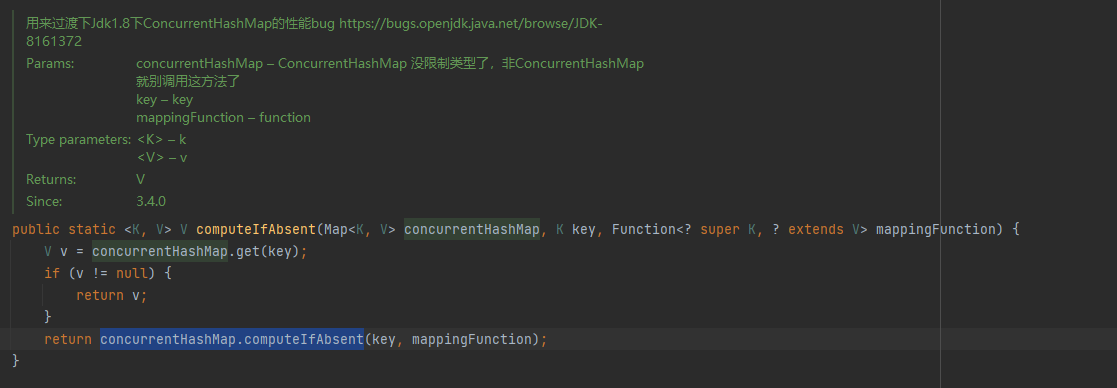 用来过渡下Jdk1.8下ConcurrentHashMap的性能bug https://bugs.openjdk.java.net/browse/JDK-
8161372
Params: concurrentHashMap – ConcurrentHashMap 没限制类型了，非ConcurrentHashMap
就别调用这方法了
key – key
mappingFunction – function
Type parameters: <K> – k
<V> – v
Returns: V
Since: 3.4.0
public static <K, V> V computeIfAbsent(Map<K, V> concurrentHashMap, K key, Function<? super K, ? extends V> mappingFunction) {
V v = concurrentHashMap.get(key);
if (v != null) {
return v;
}
return concurrentHashMap.computeIfAbsent(key, mappingFunction);
}